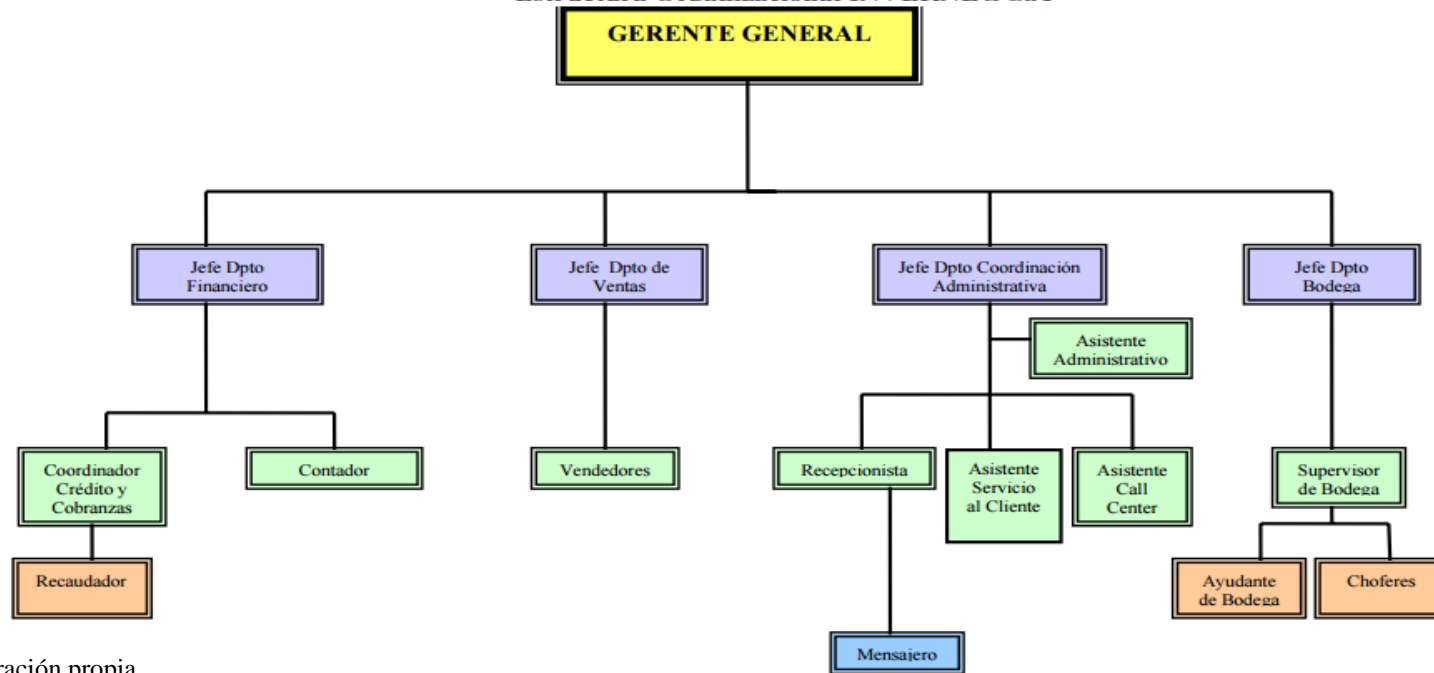 GERENTE GENERAL
Jefe Dpto
Financiero
Jefe Dpto de
Ventas
Jefe Dpto Coordinación
Administrativa
Jefe Dpto
Bodega
Asistente
Administrativo
Coordinador
Crédito y
Cobranzas
Contador
Vendedores
Recepcionista
Asistente
Servicio
al Cliente
Asistente
Call
Center
Supervisor
de Bodega
Recaudador
Ayudante
de Bodega
Choferes
Mensajero
ración propia